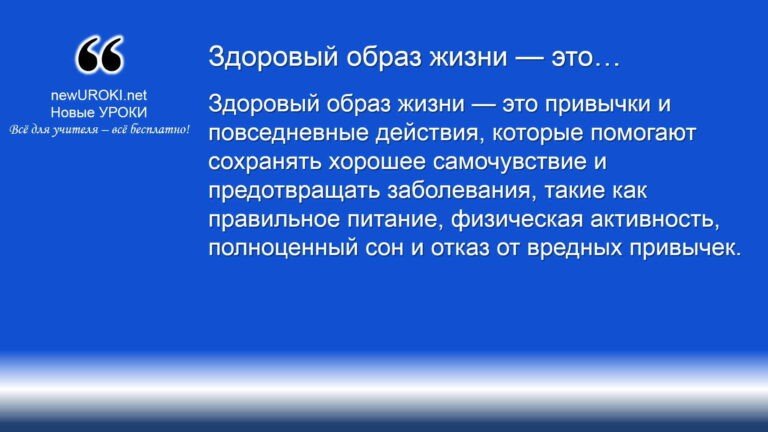 ❝
newUROKI.net
Новые УРОКИ
Всё для учителя – всё бесплатно!
Здоровый образ жизни — это…
Здоровый образ жизни — это привычки и
повседневные действия, которые помогают
сохранять хорошее самочувствие и
предотвращать заболевания, такие как
правильное питание, физическая активность,
полноценный сон и отказ от вредных привычек.